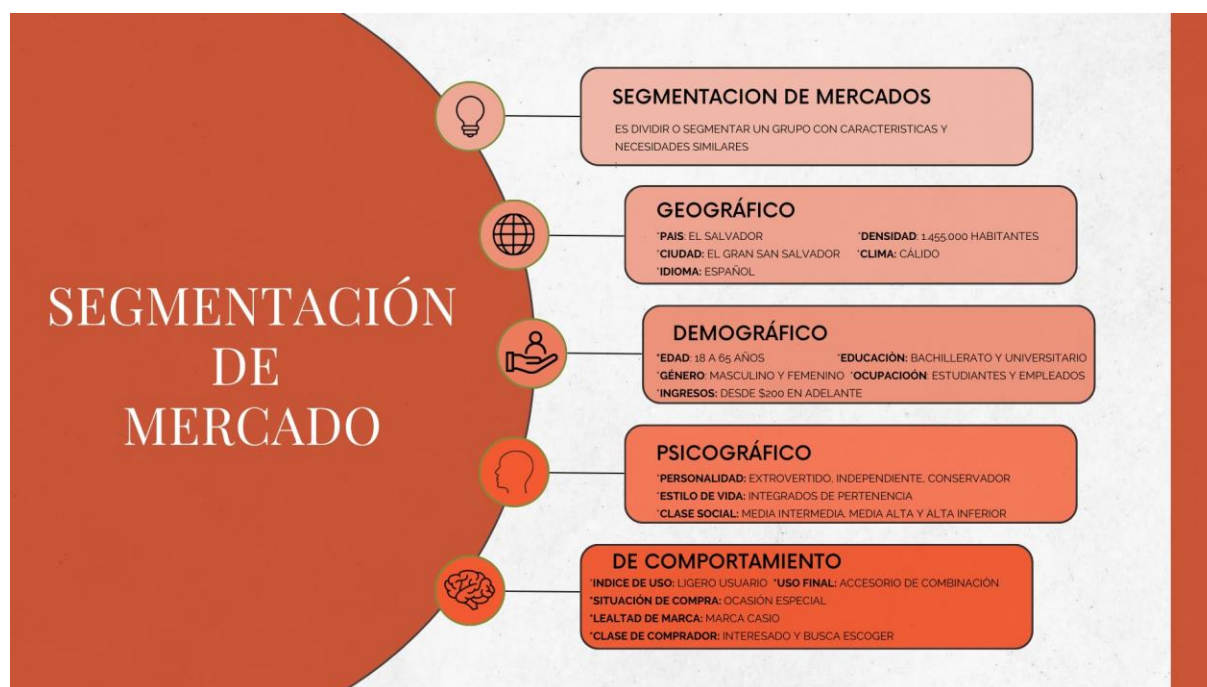 SEGMENTACIÓN
DE
MERCADO
SEGMENTACION DE MERCADOS
ES DIVIDIR O SEGMENTAR UN GRUPO CON CARACTERISTICAS Y
NECESIDADES SIMILARES
.
GEOGRÁFICO
*PAIS: EL SALVADOR *DENSIDAD: 1.455.000 HABITANTES
*CIUDAD: EL GRAN SAN SALVADOR *CLIMA: CÁLIDO
*IDIOMA: ESPAÑOL
DEMOGRÁFICO
*EDAD: 18 A 65 AÑOS *EDUCACIÒN: BACHILLERATO Y UNIVERSITARIO
*GÉNERO: MASCULINO Y FEMENINO *OCUPACIOÓN: ESTUDIANTES Y EMPLEADOS
*INGRESOS: DESDE $200 EN ADELANTE
PSICOGRÁFICO
*PERSONALIDAD: EXTROVERTIDO, INDEPENDIENTE, CONSERVADOR
*ESTILO DE VIDA: INTEGRADOS DE PERTENENCIA
*CLASE SOCIAL: MEDIA INTERMEDIA. MEDIA ALTA Y ALTA INFERIOR
DE COMPORTAMIENTO
*INDICE DE USO: LIGERO USUARIO *USO FINAL: ACCESORIO DE COMBINACIÓN
*SITUACIÓN DE COMPRA: OCASIÓN ESPECIAL
*LEALTAD DE MARCA: MARCA CASIO
*CLASE DE COMPRADOR: INTERESADO Y BUSCA ESCOGER